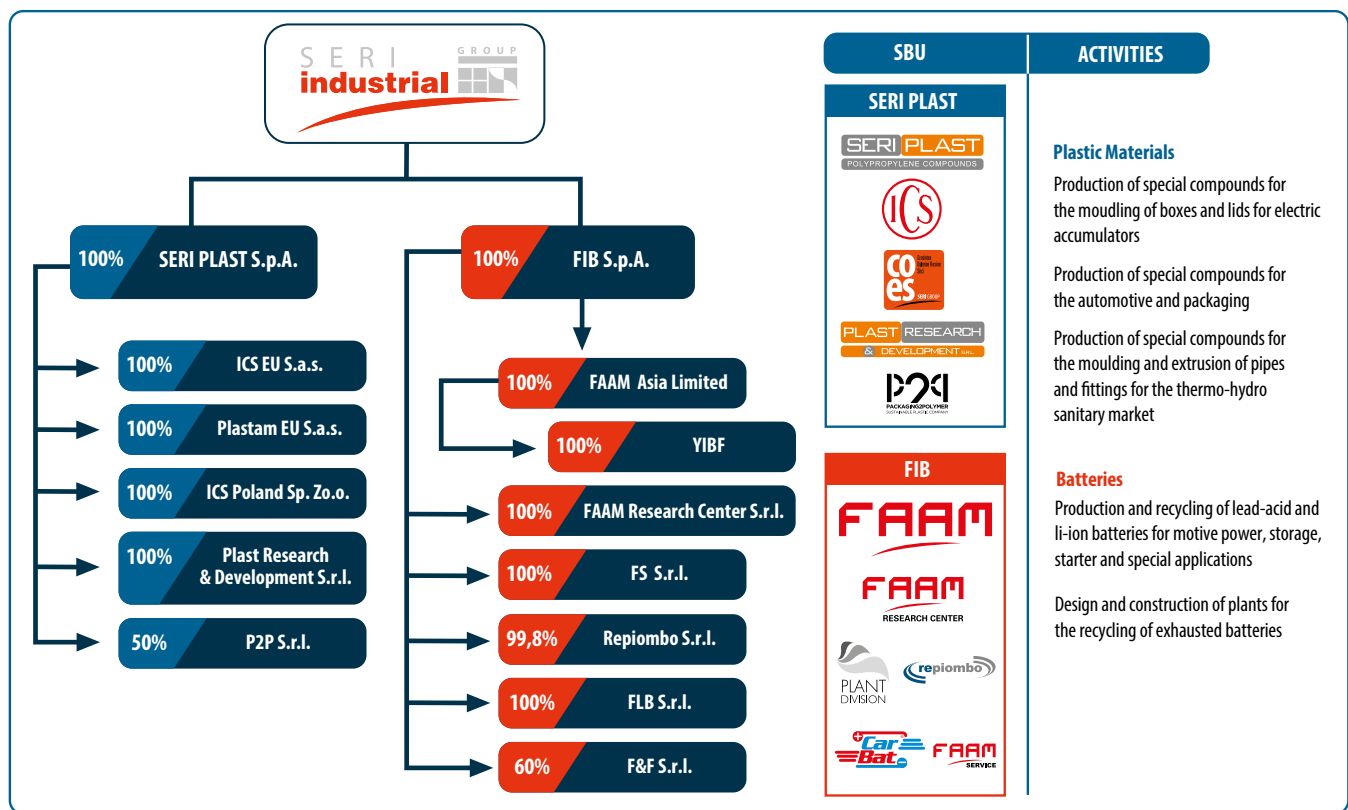 SERI
GROUP
industrial
100%
SERI PLAST S.p.A.
100%
ICS EU S.a.s.
100%
Plastam EU S.a.s.
100%
ICS Poland Sp. Zo.o.
100%
Plast Research
& Development S.r.l.
50%
P2P S.r.l.
100%
FIB S.p.A.
100%
FAAM Asia Limited
100%
YIBF
100%
FAAM Research Center S.r.l.
100%
FS S.r.l.
99,8%
Repiombo S.r.l.
100%
FLB S.r.l.
60%
F&F S.r.l.
SBU
ACTIVITIES
SERI PLAST
SERI PLAST
POLYPROPYLENE COMPOUNDS
ICS
co
es
SERI GROUP
PLAST RESEARCH
& DEVELOPMENT SRL
P2P
PACKAGING2POLYMER
SUSTAINABLE PLASTIC COMPANY
Plastic Materials
Production of special compounds for
the moudling of boxes and lids for electric
accumulators
Production of special compounds for
the automotive and packaging
Production of special compounds for
the moulding and extrusion of pipes
and fittings for the thermo-hydro
sanitary market
FIB
FAAM
FAAM
RESEARCH CENTER
PLANT
DIVISION
repiombo
Car
Bat
FAAM
SERVICE
Batteries
Production and recycling of lead-acid and
li-ion batteries for motive power, storage,
starter and special applications
Design and construction of plants for
the recycling of exhausted batteries